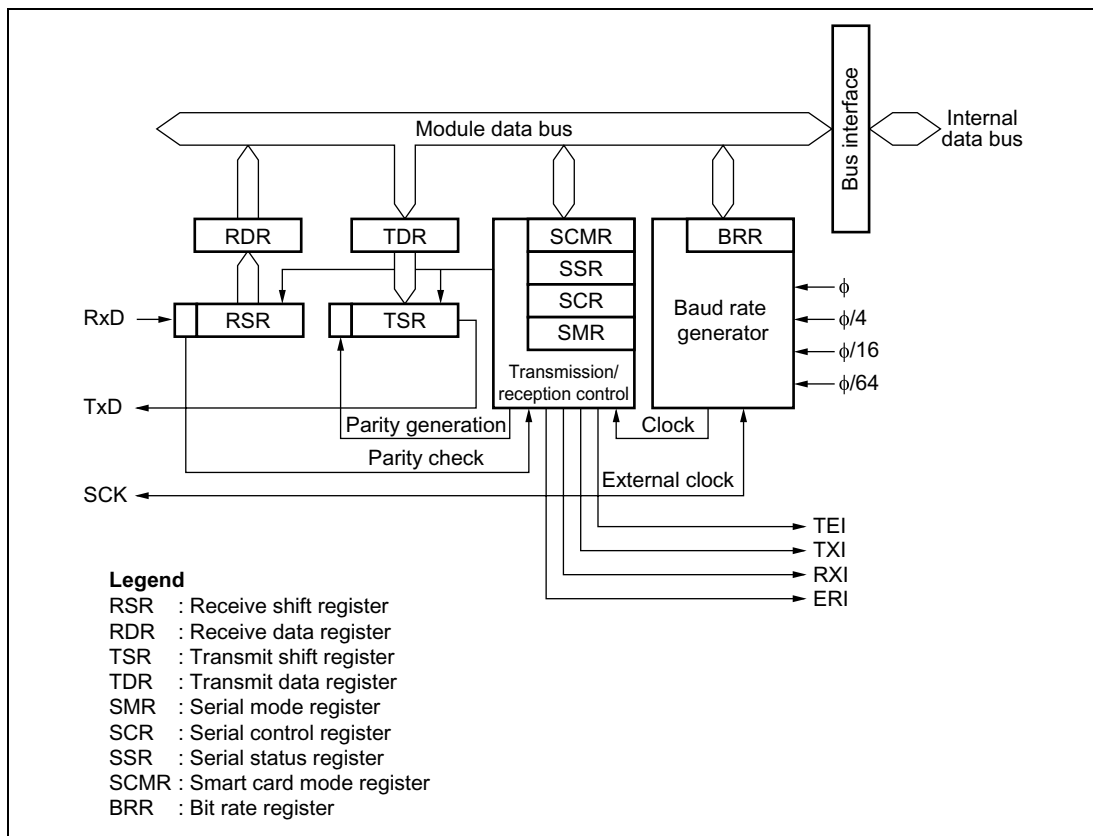 Bus interface
Internal
data bus
Module data bus
RDR
TDR
SCMR
BRR
SSR
SCR
SMR
RxD
RSR
TSR
Baud rate
generator
ϕ
ϕ/4
ϕ/16
ϕ/64
Transmission/
reception control
TxD
Parity generation
Clock
Parity check
External clock
SCK
TEI
TXI
RXI
ERI
Legend
RSR : Receive shift register
RDR : Receive data register
TSR : Transmit shift register
TDR : Transmit data register
SMR : Serial mode register
SCR : Serial control register
SSR : Serial status register
SCMR : Smart card mode register
BRR : Bit rate register